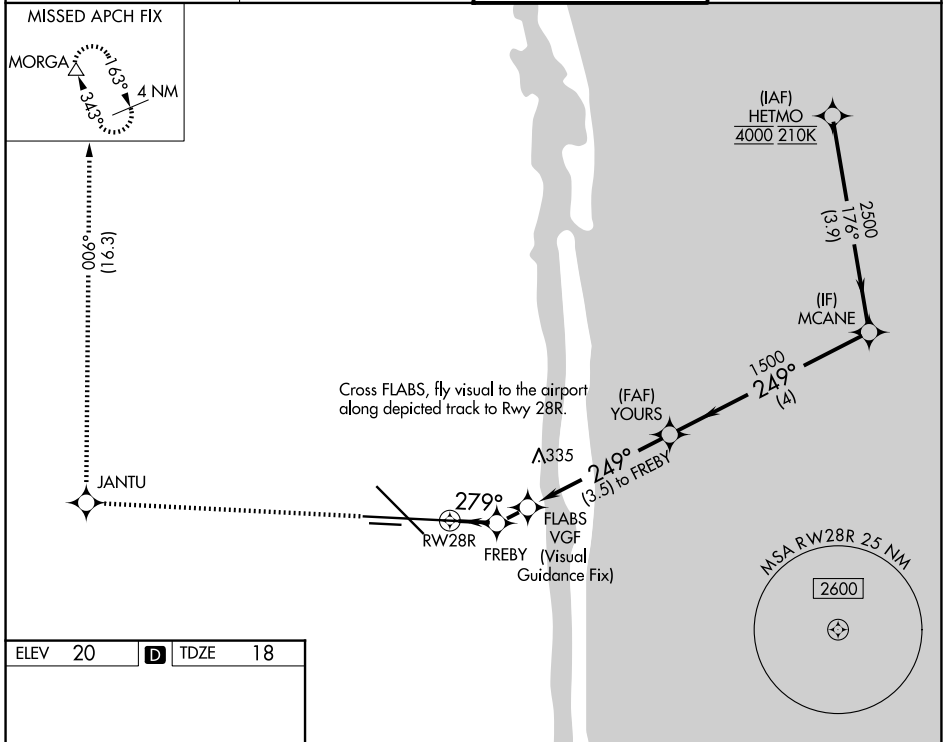 MISSED APCH FIX
MORGA
163°
343°
4 NM
(IAF)
HETMO
4000 210K
2500
176°
(3.9)
006°
(16.3)
(IF)
MCANE
1500
249°
(4)
Cross FLABS, fly visual to the airport
along depicted track to Rwy 28R.
(FAF)
YOURS
335
249°
(3.5) to FREBY
JANTU
279°
RW28R
FREBY
FLABS
VGF
(Visual
Guidance Fix)
MSA RW28R 25 NM
2600
ELEV 20 D TDZE 18